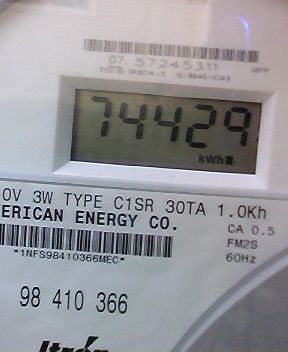 07. 57245311
74429
kWh
0V 3W TYPE C1SR 30TA 1.0Kh
ERICAN ENERGY CO.
CA 0.5
FM2S
60Hz
*1NFS98410366MEC*
98 410 366
Itrón